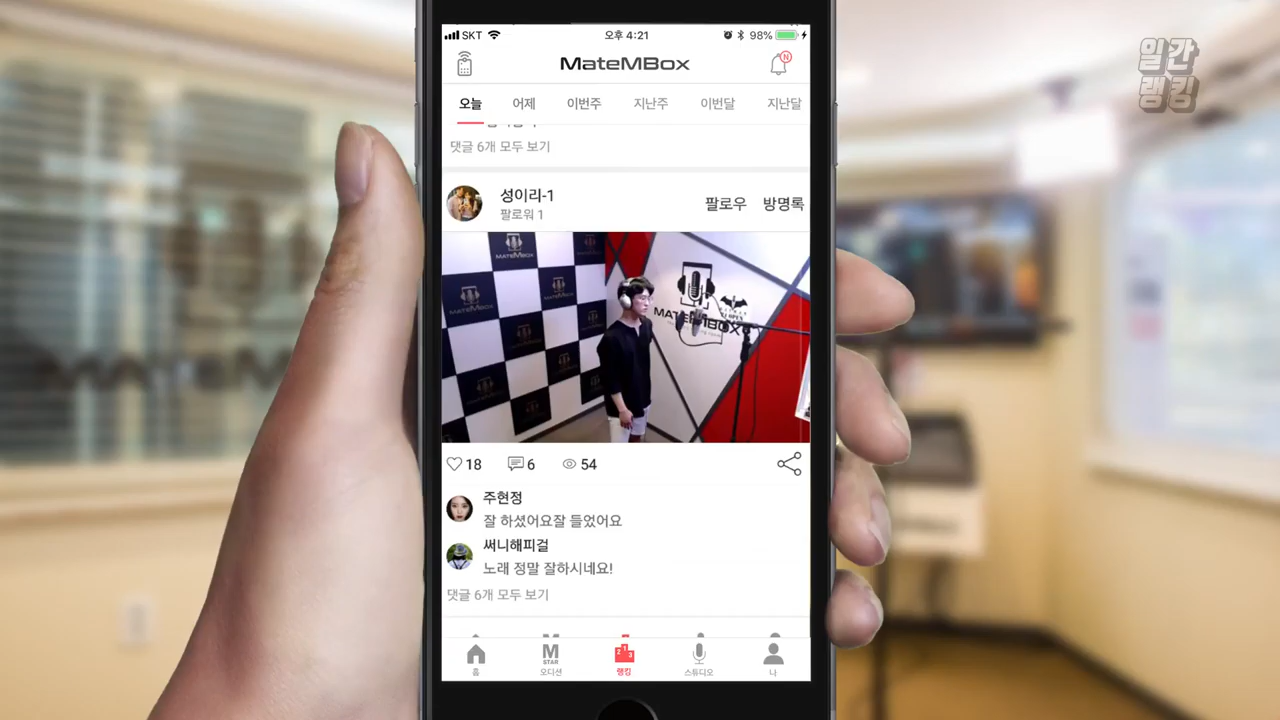 SKT 오후 4:21 98%
MateMBox
N
일간
랭킹
오늘 어제 이번주 지난주 이번달 지난달
댓글 6개 모두 보기
성이리-1
팔로워 1
팔로우 방명록
MATEMBOX
MATEMBOX
18 6 54
주현정
잘 하셨어요잘 들었어요
써니해피걸
노래 정말 잘하시네요!
댓글 6개 모두 보기
홈 M STAR 오디션 랭킹 스튜디오 나